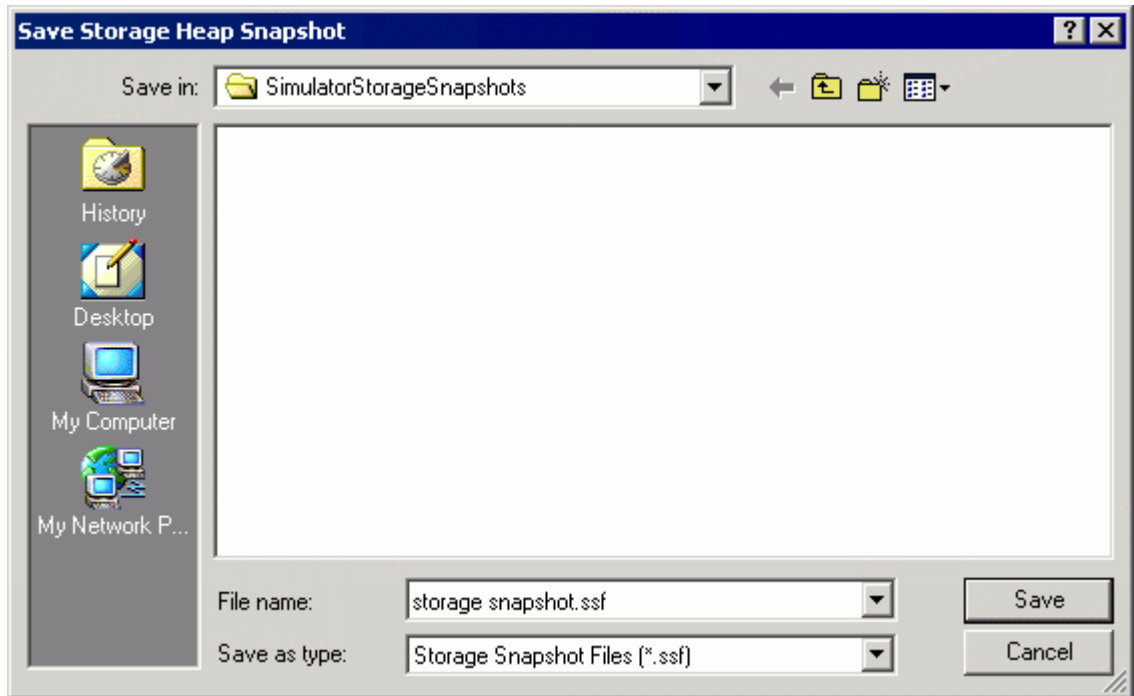 Save Storage Heap Snapshot
Save in: SimulatorStorageSnapshots
History
Desktop
My Computer
My Network P...
File name: storage snapshot.ssf Save
Save as type: Storage Snapshot Files (*.ssf) Cancel